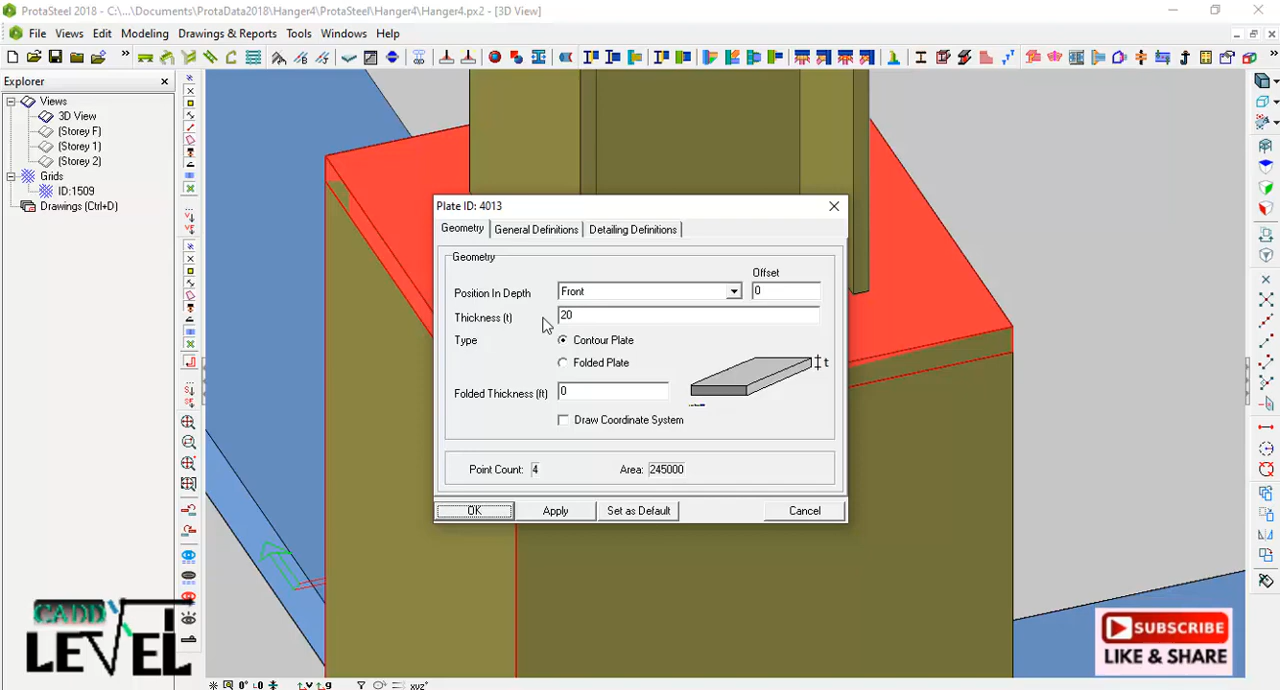 ProtaSteel 2018 - C:\...\Documents\ProtaData2018\Hanger4\ProtaSteel\Hanger4\Hanger4.px2 - [3D View]
File Views Edit Modeling Drawings & Reports Tools Windows Help
Explorer
Views
3D View
(Storey F)
(Storey 1)
(Storey 2)
Grids
ID:1509
Drawings (Ctrl+D)
Plate ID: 4013
Geometry General Definitions Detailing Definitions
Geometry
Offset
Position In Depth Front 0
Thickness (t) 20
Type Contour Plate
Folded Plate
t
Folded Thickness (ft) 0
Draw Coordinate System
Point Count: 4 Area: 245000
OK Apply Set as Default Cancel
CADD
LEVEL
SUBSCRIBE
LIKE & SHARE